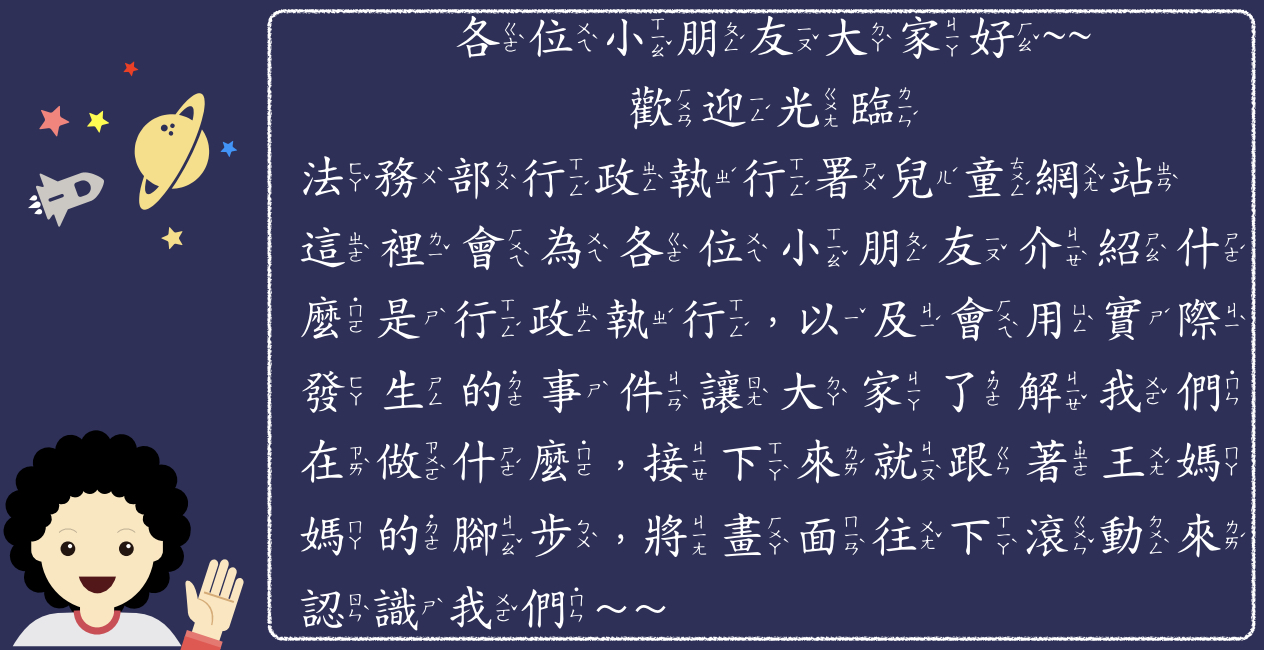 各位小朋友大家好~~
歡迎光臨
法務部行政執行署兒童網站
這裡會為各位小朋友介紹什
麼是行政執行，以及會用實際
發生的事件讓大家了解我們
在做什麼，接下來就跟著王媽
媽的腳步，將畫面往下滾動來
認識我們～～